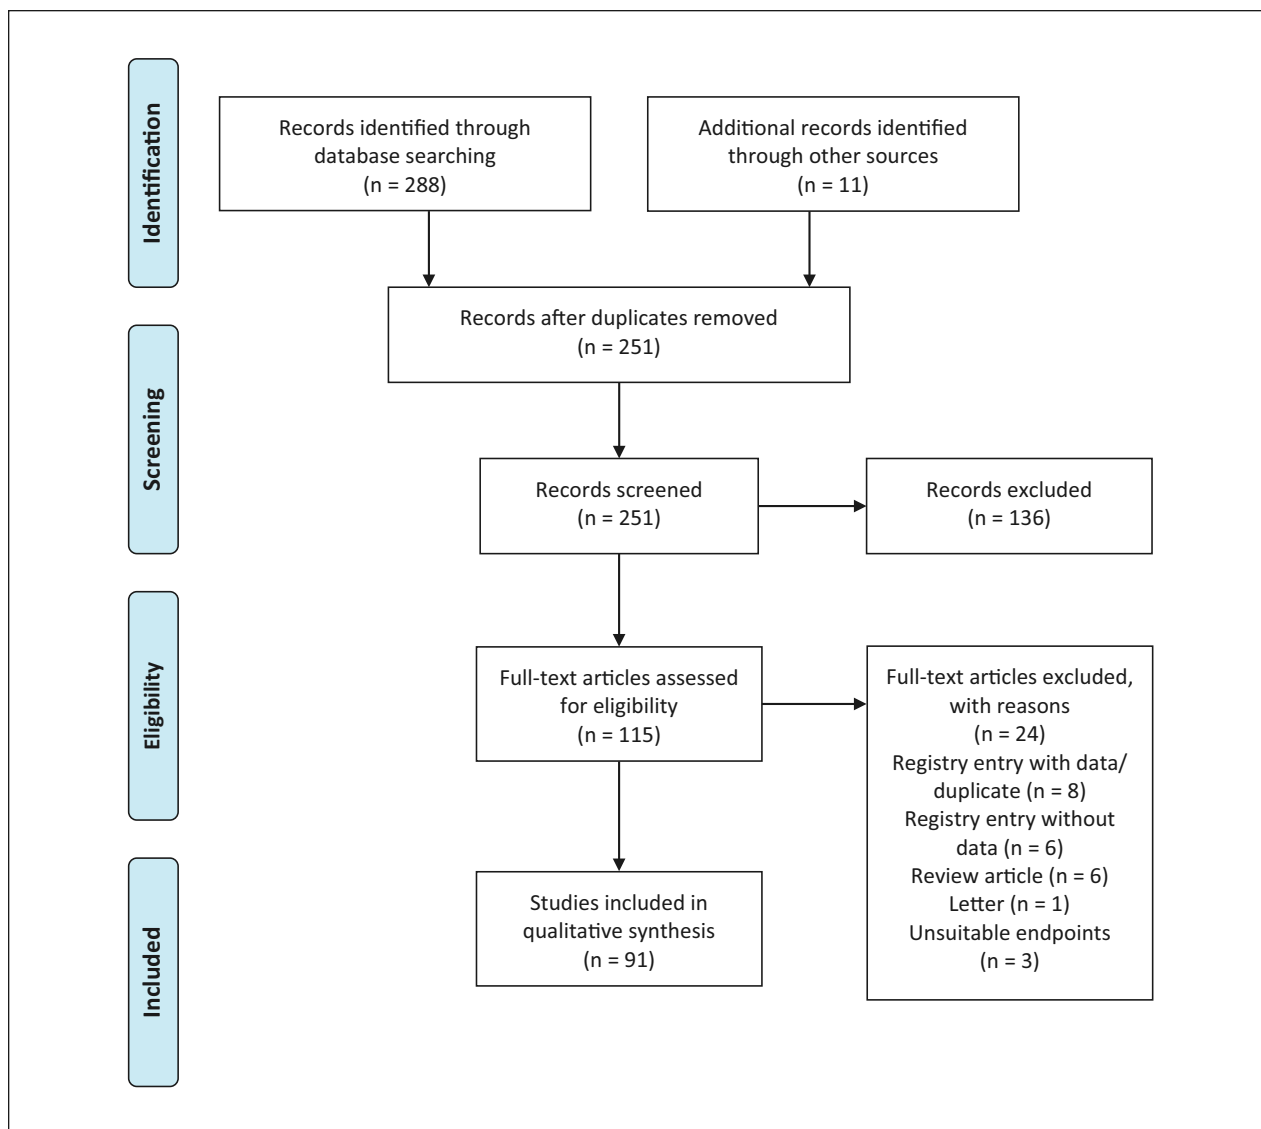 Identification
Records identified through
database searching
(n = 288)
Additional records identified
through other sources
(n = 11)
Records after duplicates removed
(n = 251)
Screening
Records screened
(n = 251)
Records excluded
(n = 136)
Eligibility
Full-text articles assessed
for eligibility
(n = 115)
Full-text articles excluded,
with reasons
(n = 24)
Registry entry with data/
duplicate (n = 8)
Registry entry without
data (n = 6)
Review article (n = 6)
Letter (n = 1)
Unsuitable endpoints
(n = 3)
Included
Studies included in
qualitative synthesis
(n = 91)